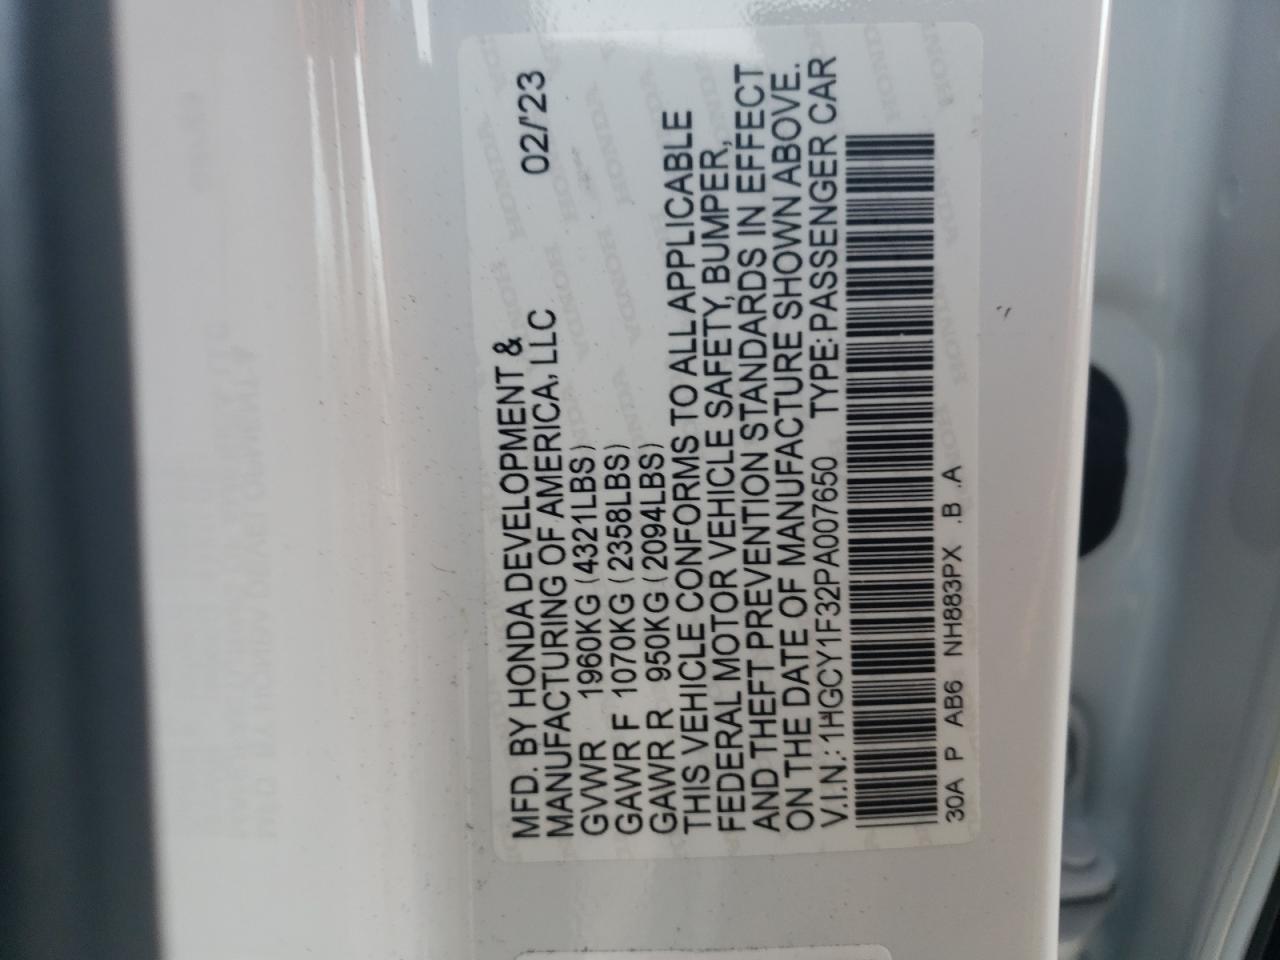 MFD. BY HONDA DEVELOPMENT & 02/'23
MANUFACTURING OF AMERICA, LLC
GVWR 1960KG (4321LBS)
GAWR F 1070KG (2358LBS)
GAWR R 950KG (2094LBS)
THIS VEHICLE CONFORMS TO ALL APPLICABLE
FEDERAL MOTOR VEHICLE SAFETY, BUMPER,
AND THEFT PREVENTION STANDARDS IN EFFECT
ON THE DATE OF MANUFACTURE SHOWN ABOVE.
V.I.N.: 1HGCY1F32PA007650 TYPE: PASSENGER CAR
30A P AB6 NH883PX .B .A